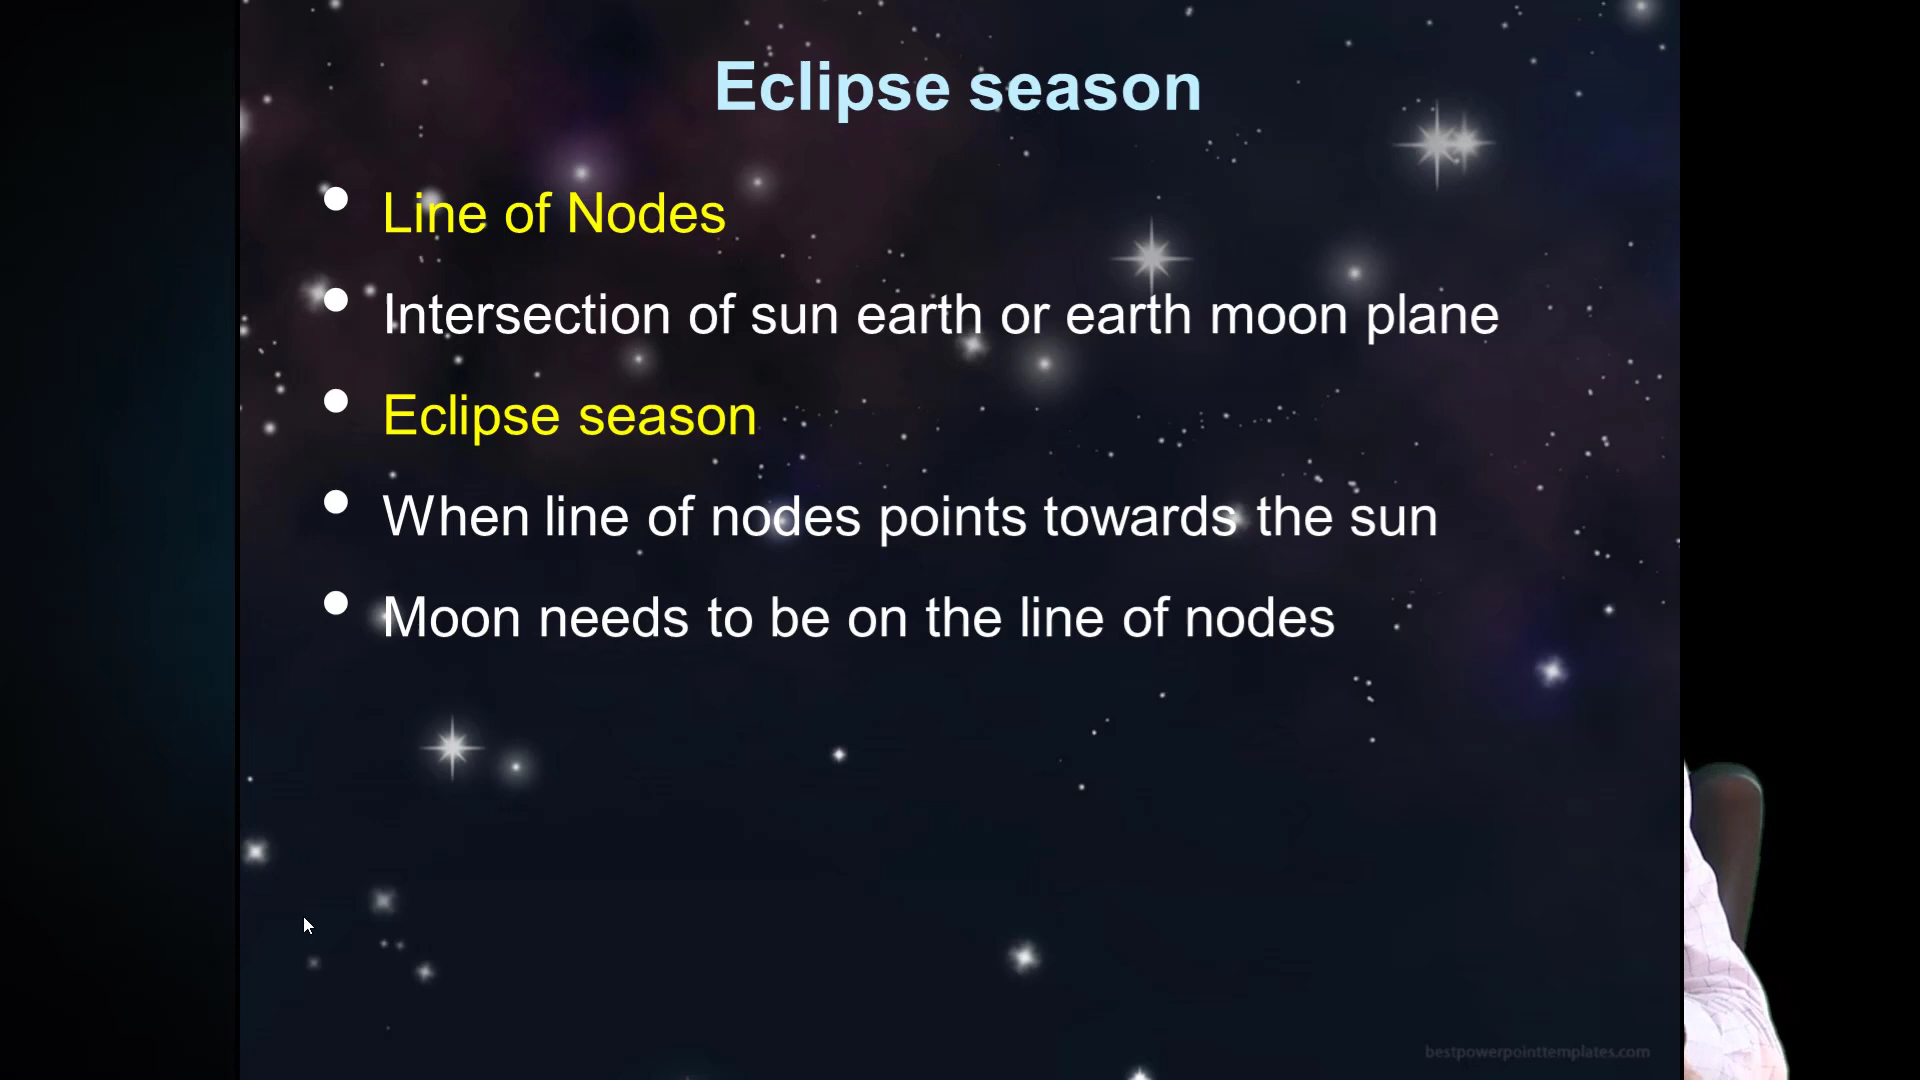 Eclipse season
Line of Nodes
Intersection of sun earth or earth moon plane
Eclipse season
When line of nodes points towards the sun
Moon needs to be on the line of nodes
bestpowerpointtemplates.com